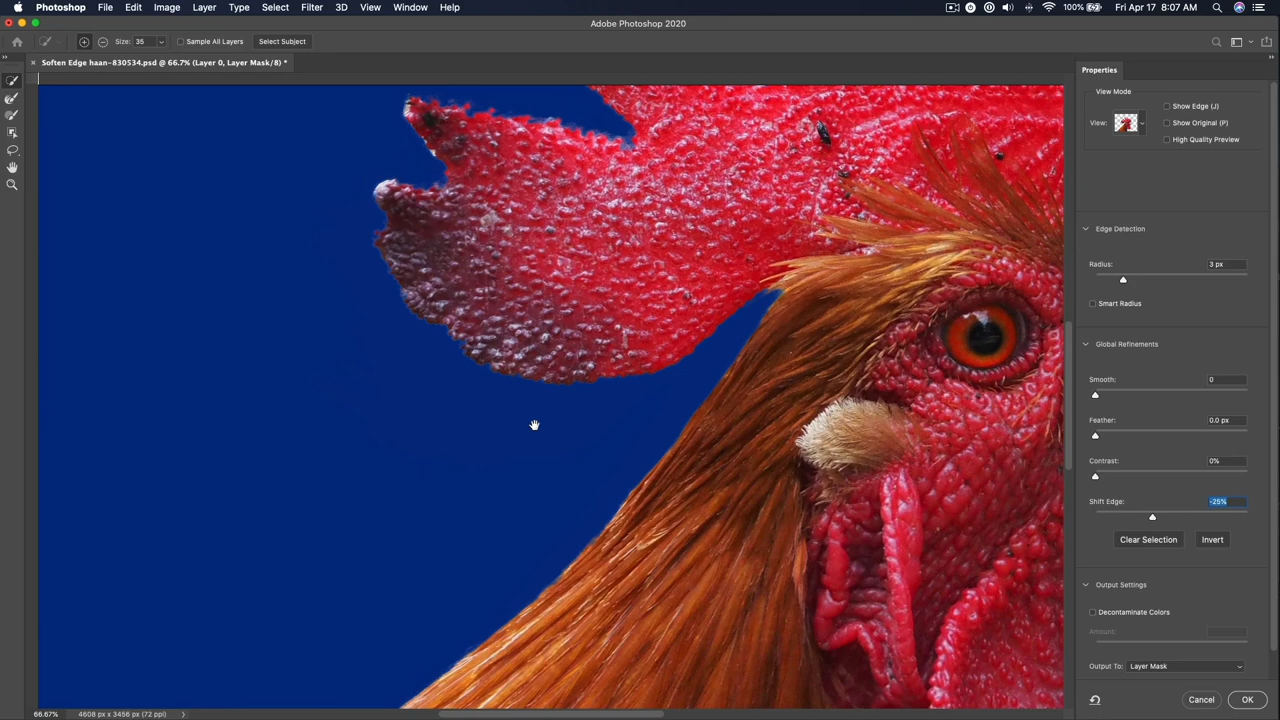 Photoshop File Edit Image Layer Type Select Filter 3D View Window Help 100% Fri Apr 17 8:07 AM
Adobe Photoshop 2020
Size: 35 Sample All Layers Select Subject
Soften Edge haan-830534.psd @ 66.7% (Layer 0, Layer Mask/8) *
Properties
View Mode
Show Edge (J)
View: Show Original (P)
High Quality Preview
Edge Detection
Radius: 3 px
Smart Radius
Global Refinements
Smooth: 0
Feather: 0.0 px
Contrast: 0%
Shift Edge: -25%
Clear Selection Invert
Output Settings
Decontaminate Colors
Amount:
Output To: Layer Mask
Cancel OK
66.67% 4608 px x 3456 px (72 ppi)